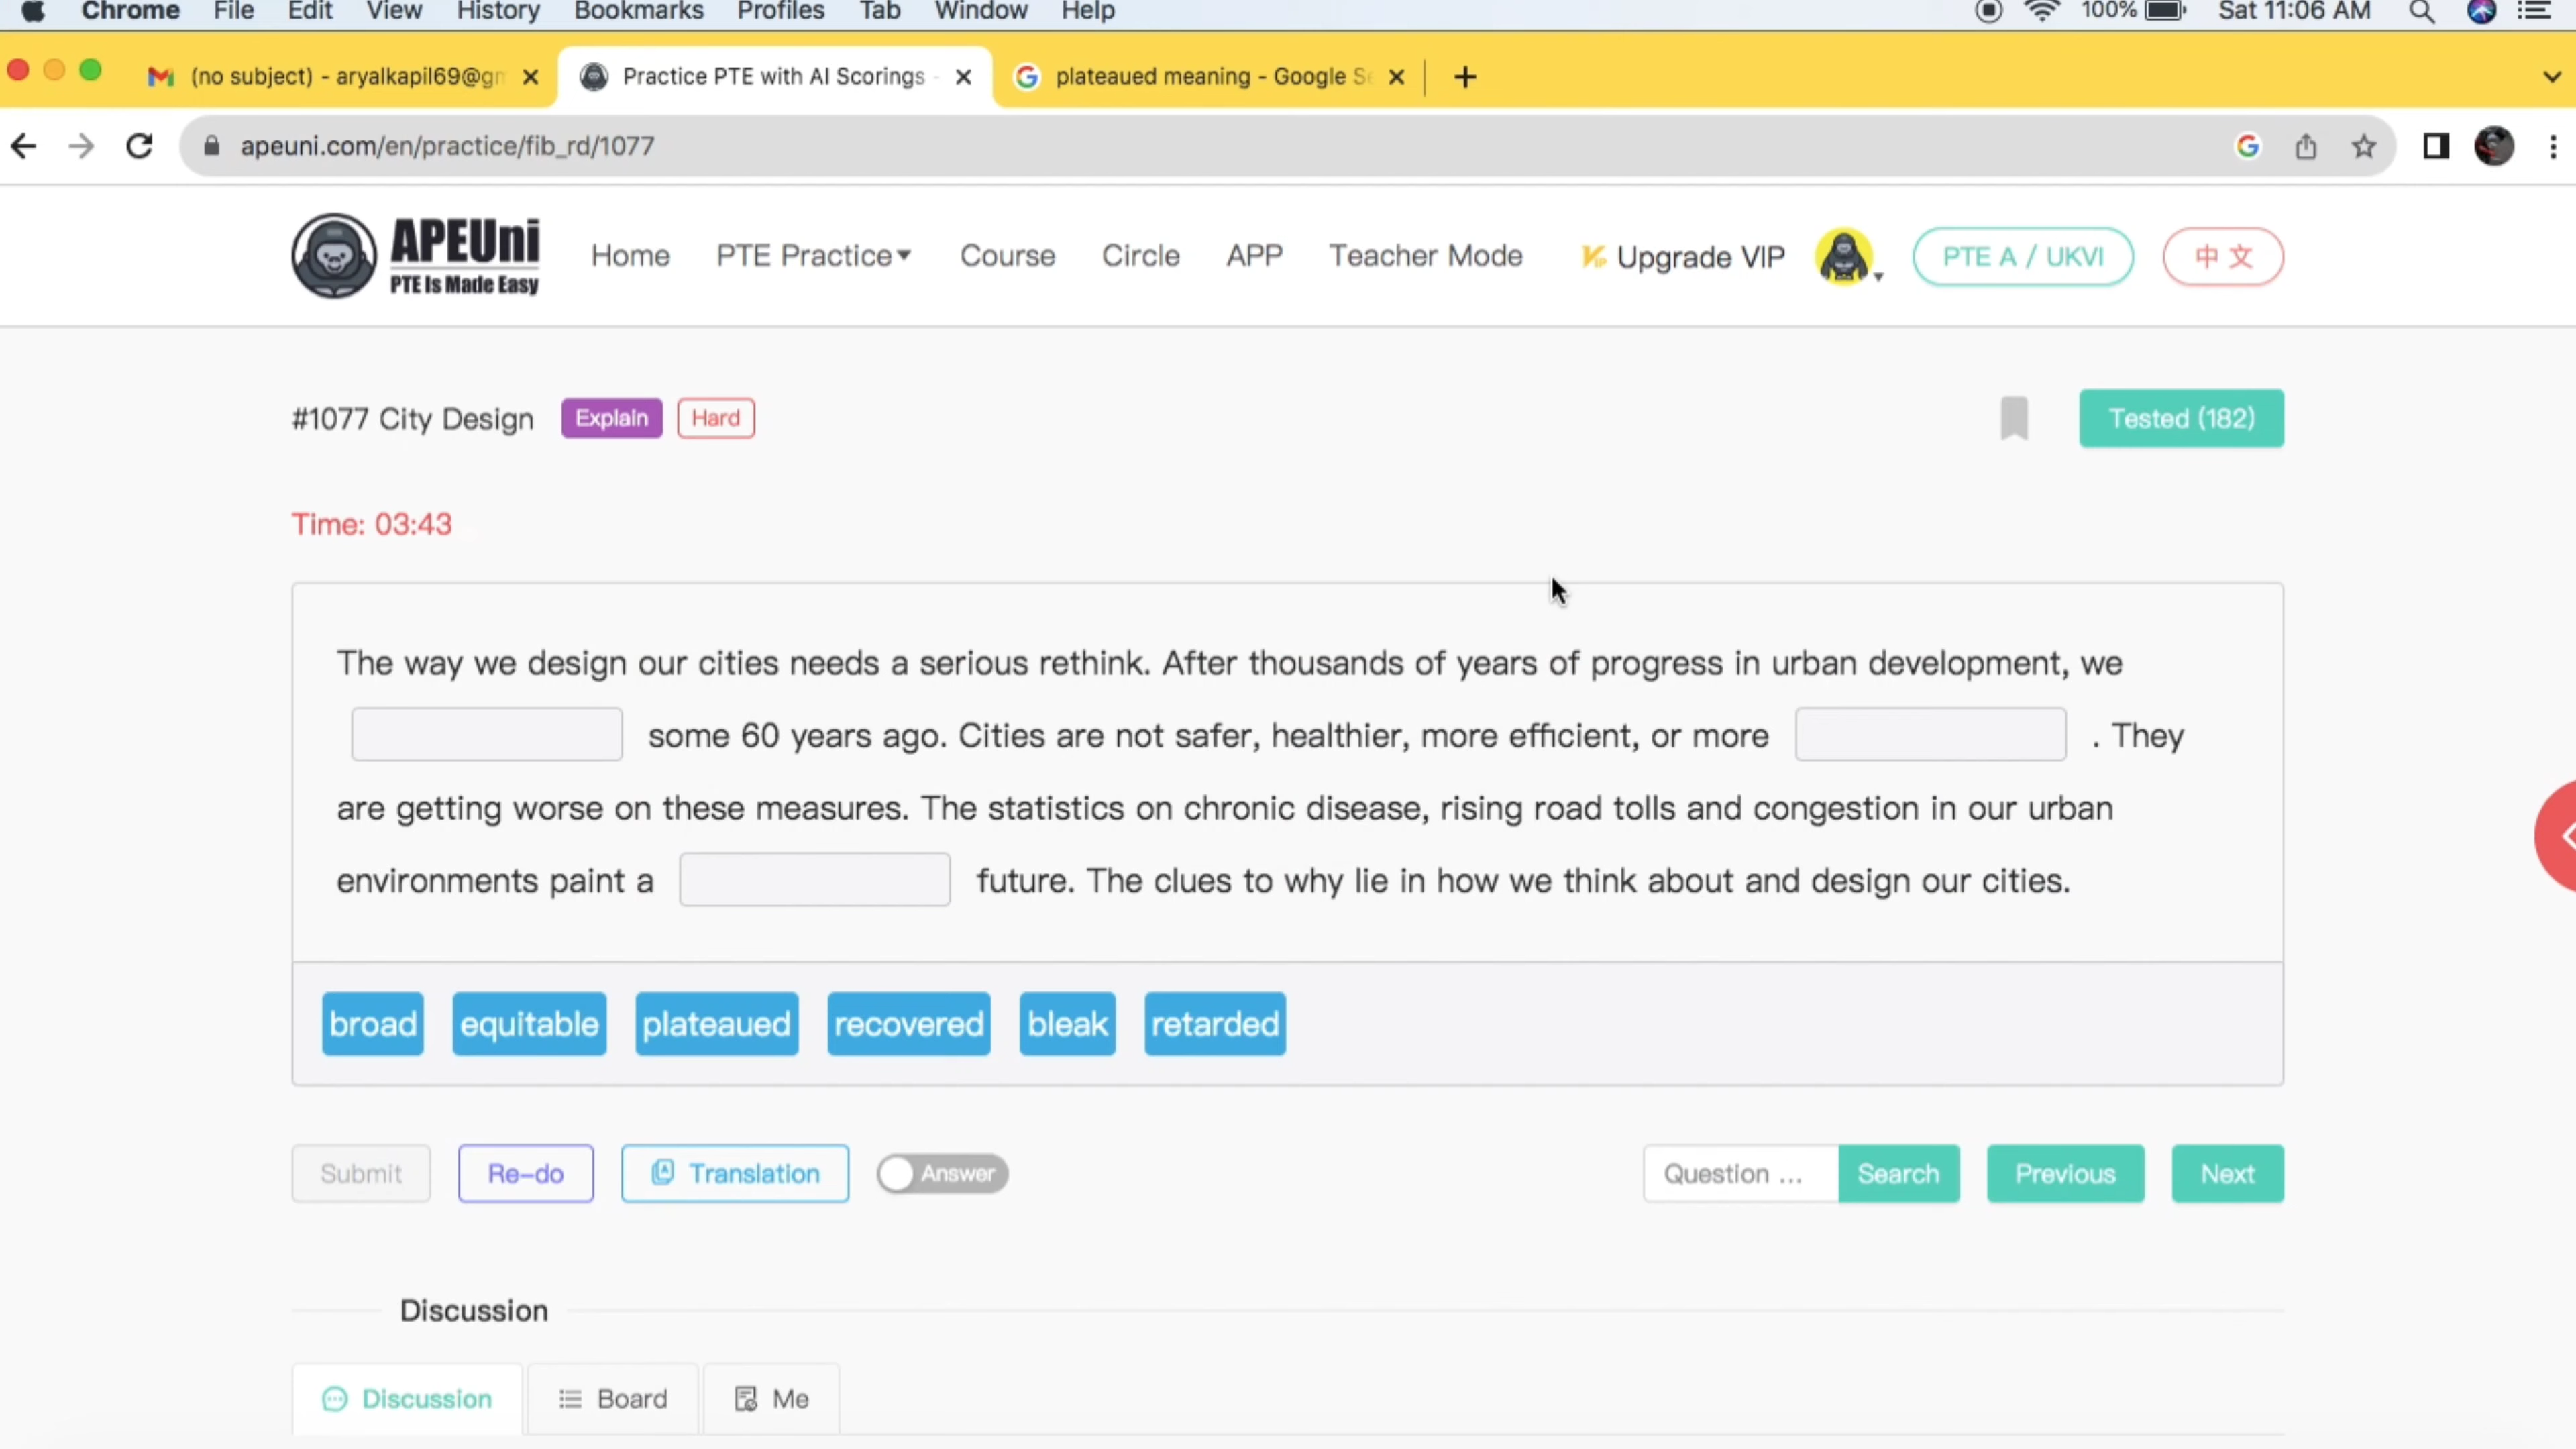 Chrome File Edit View History Bookmarks Profiles Tab Window Help 100% Sat 11:06 AM
(no subject) - aryalkapil69@gm Practice PTE with AI Scorings - plateaued meaning - Google Se
apeuni.com/en/practice/fib_rd/1077
APEUni
PTE Is Made Easy
Home PTE Practice Course Circle APP Teacher Mode Upgrade VIP PTE A / UKVI 中文
#1077 City Design Explain Hard Tested (182)
Time: 03:43
The way we design our cities needs a serious rethink. After thousands of years of progress in urban development, we
some 60 years ago. Cities are not safer, healthier, more efficient, or more . They
are getting worse on these measures. The statistics on chronic disease, rising road tolls and congestion in our urban
environments paint a future. The clues to why lie in how we think about and design our cities.
broad equitable plateaued recovered bleak retarded
Submit Re-do Translation Answer Question ... Search Previous Next
Discussion
Discussion Board Me